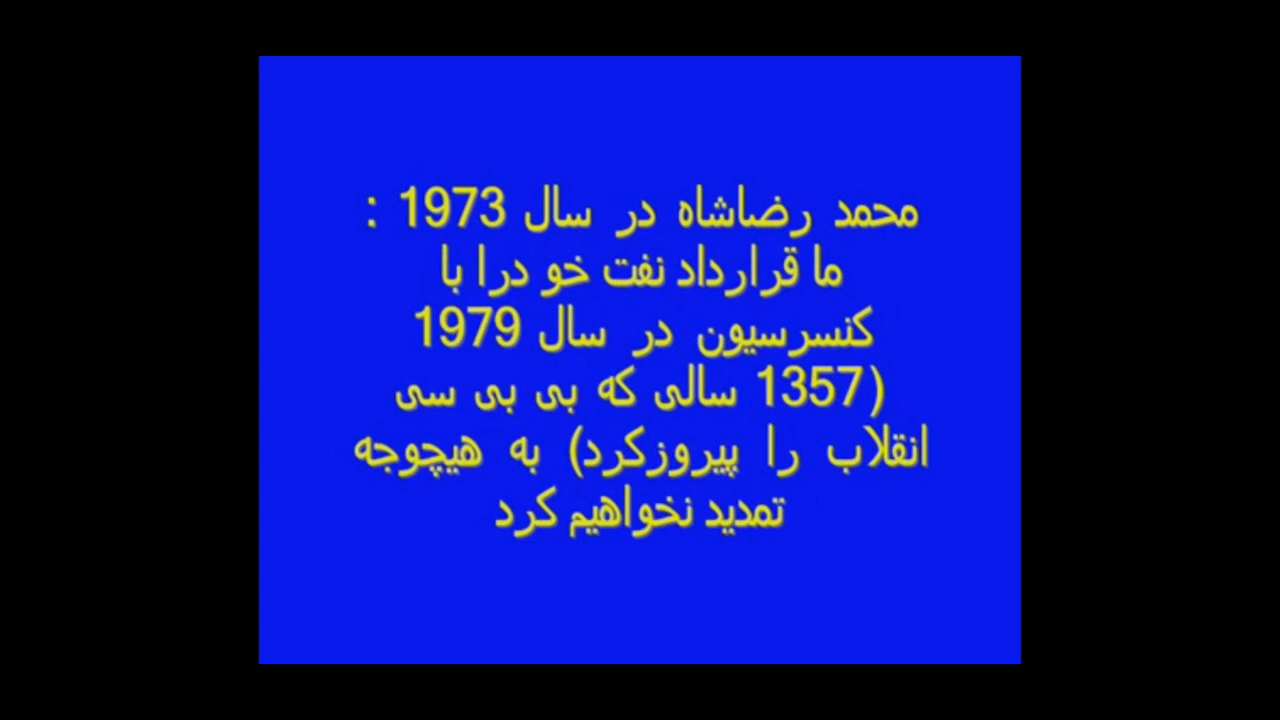 محمد رضاشاه در سال 1973 :
ما قرارداد نفت خو درا با
کنسرسیون در سال 1979
(1357 سالی که بی بی سی
انقلاب را پیروزکرد) به هیچوجه
تمدید نخواهیم کرد